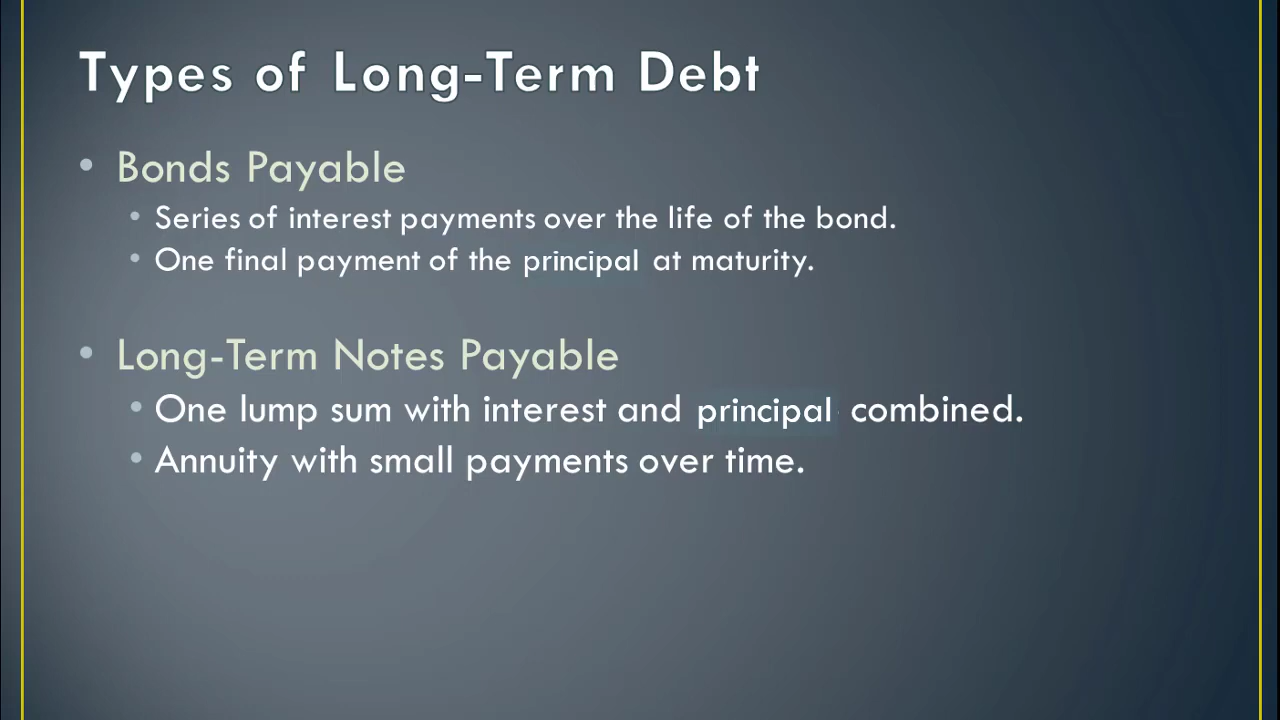 Types of Long-Term Debt
• Bonds Payable
• Series of interest payments over the life of the bond.
• One final payment of the principal at maturity.
• Long-Term Notes Payable
• One lump sum with interest and principal combined.
• Annuity with small payments over time.